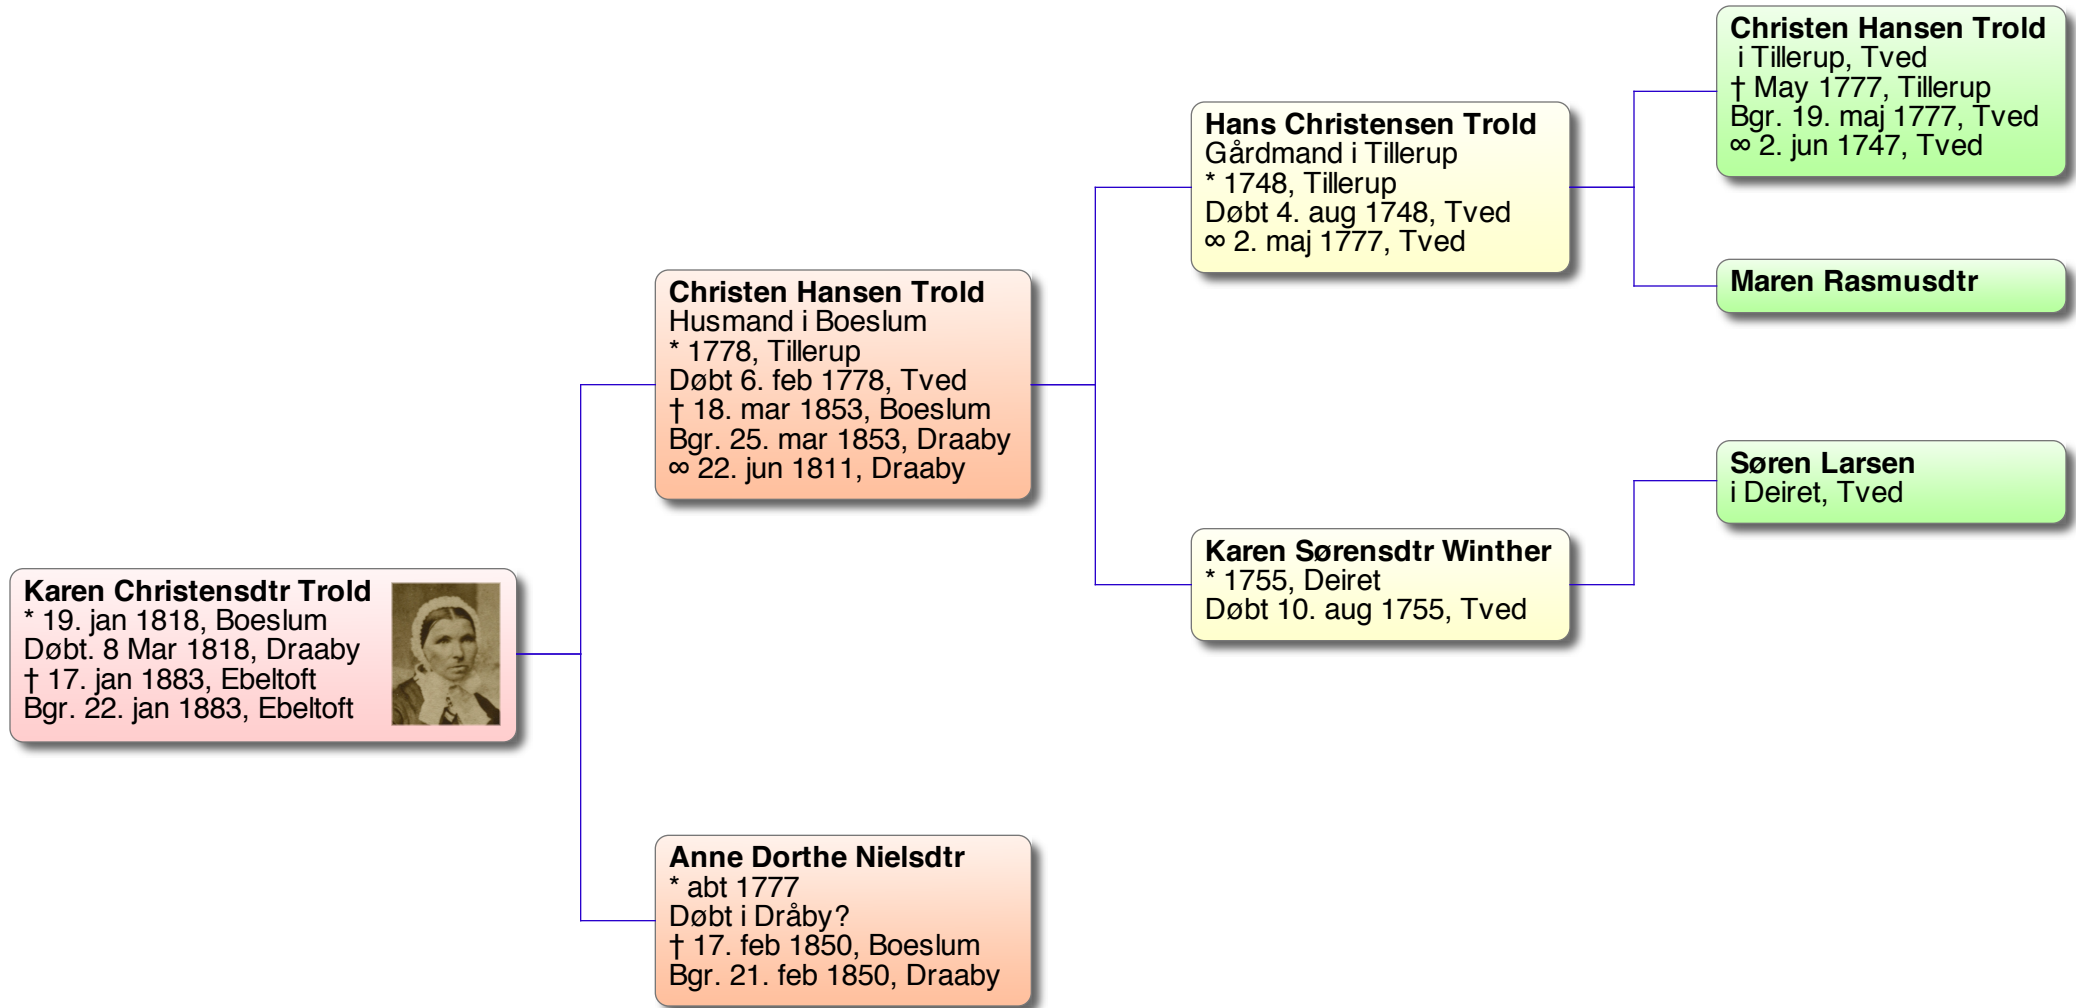 Karen Christensdtr Trold
* 19. jan 1818, Boeslum
Døbt. 8 Mar 1818, Draaby
† 17. jan 1883, Ebeltoft
Bgr. 22. jan 1883, Ebeltoft
Christen Hansen Trold
Husmand i Boeslum
* 1778, Tillerup
Døbt 6. feb 1778, Tved
† 18. mar 1853, Boeslum
Bgr. 25. mar 1853, Draaby
∞ 22. jun 1811, Draaby
Anne Dorthe Nielsdtr
* abt 1777
Døbt i Dråby?
† 17. feb 1850, Boeslum
Bgr. 21. feb 1850, Draaby
Hans Christensen Trold
Gårdmand i Tillerup
* 1748, Tillerup
Døbt 4. aug 1748, Tved
∞ 2. maj 1777, Tved
Karen Sørensdtr Winther
* 1755, Deiret
Døbt 10. aug 1755, Tved
Christen Hansen Trold
i Tillerup, Tved
† May 1777, Tillerup
Bgr. 19. maj 1777, Tved
∞ 2. jun 1747, Tved
Maren Rasmusdtr
Søren Larsen
i Deiret, Tved